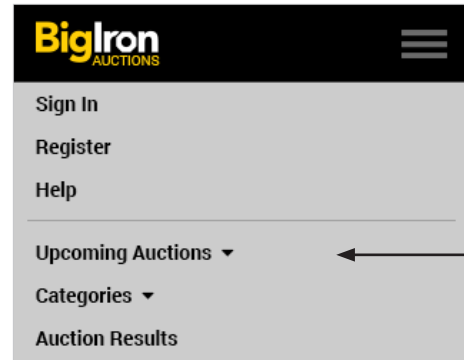 BigIron
AUCTIONS
Sign In
Register
Help
Upcoming Auctions
Categories
Auction Results